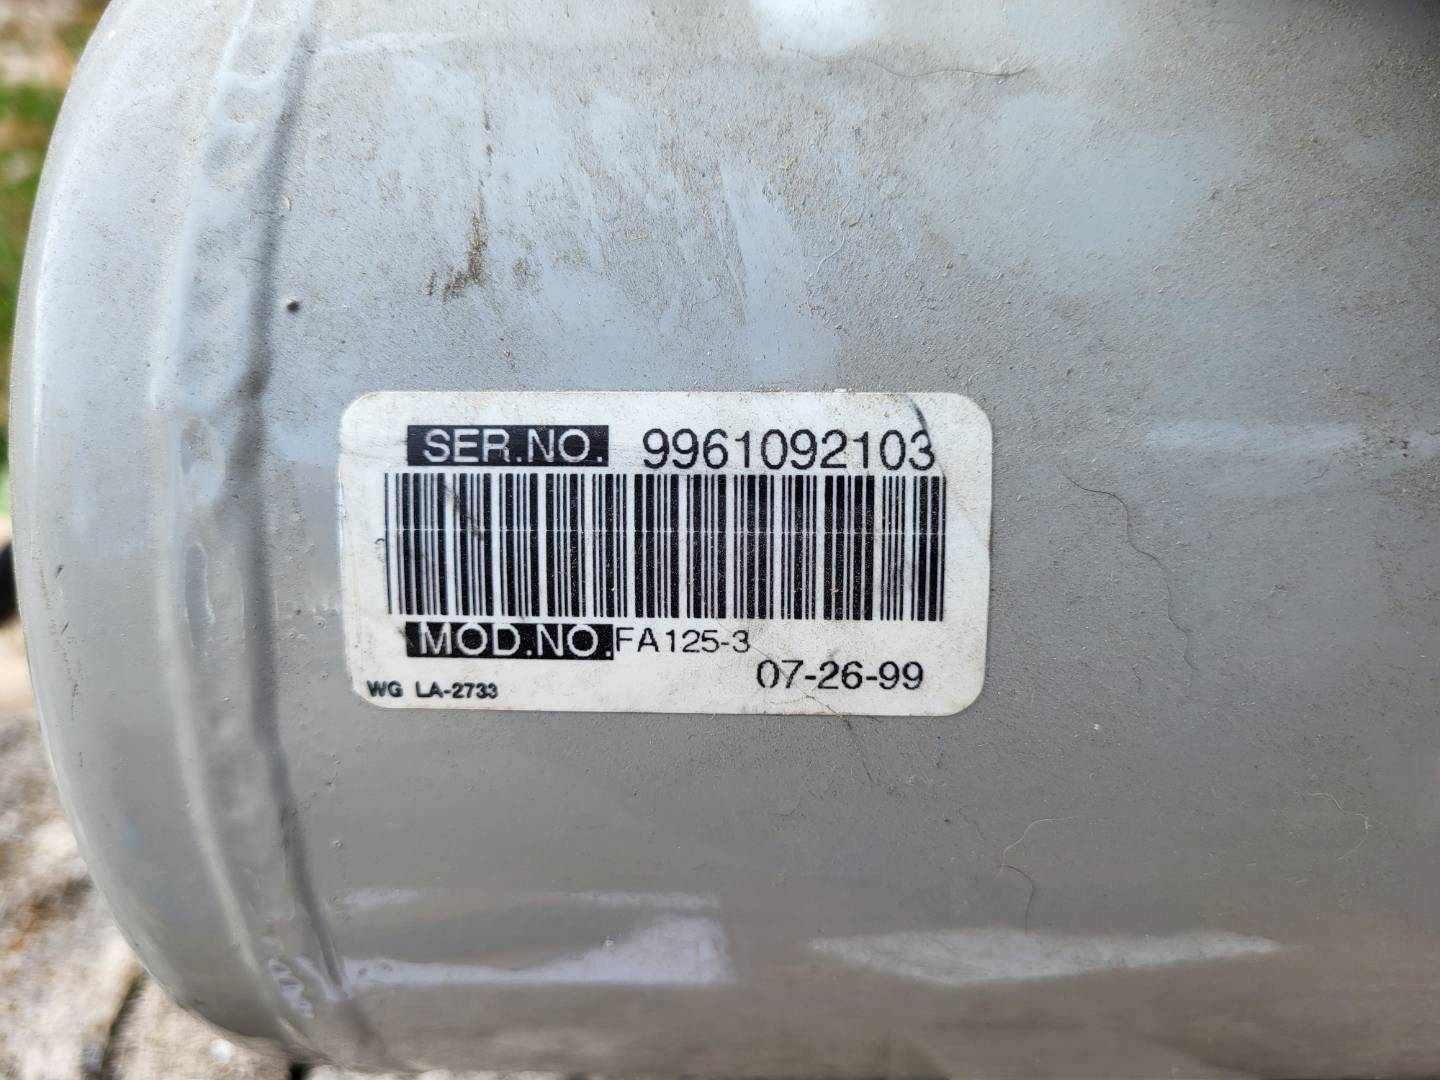 SER.NO. 9961092103
MOD.NO. FA125-3
07-26-99
WG LA-2733